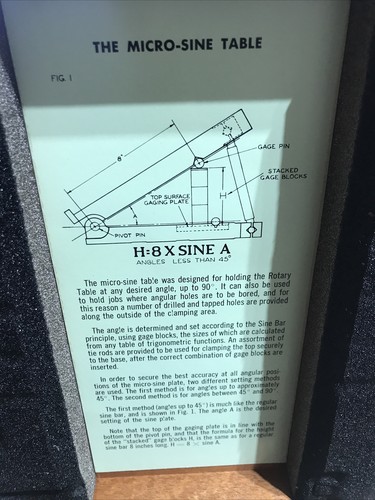 THE MICRO-SINE TABLE
FIG. 1
8"
GAGE PIN
STACKED
GAGE BLOCKS
H
TOP SURFACE
GAGING PLATE
A
PIVOT PIN
H=8 X SINE A
ANGLES LESS THAN 45°
The micro-sine table was designed for holding the Rotary
Table at any desired angle, up to 90°. It can also be used
to hold jobs where angular holes are to be bored, and for
this reason a number of drilled and tapped holes are provided
along the outside of the clamping area.
The angle is determined and set according to the Sine Bar
principle, using gage blocks, the sizes of which are calculated
from any table of trigonometric functions. An assortment of
tie rods are provided to be used for clamping the top securely
to the base, after the correct combination of gage blocks are
inserted.
In order to secure the best accuracy at all angular posi-
tions of the micro-sine plate, two different setting methods
are used. The first method is for angles up to approximately
45°. The second method is for angles between 45° and 90°.
The first method (angles up to 45°) is much like the regular
sine bar, and is shown in Fig. 1. The angle A is the desired
setting of the sine plate.
Note that the top of the gaging plate is in line with the
bottom of the pivot pin, and that the formula for the height
of the "stacked" gage blocks H, is the same as for a regular
sine bar 8 inches long. H = 8 x sine A.